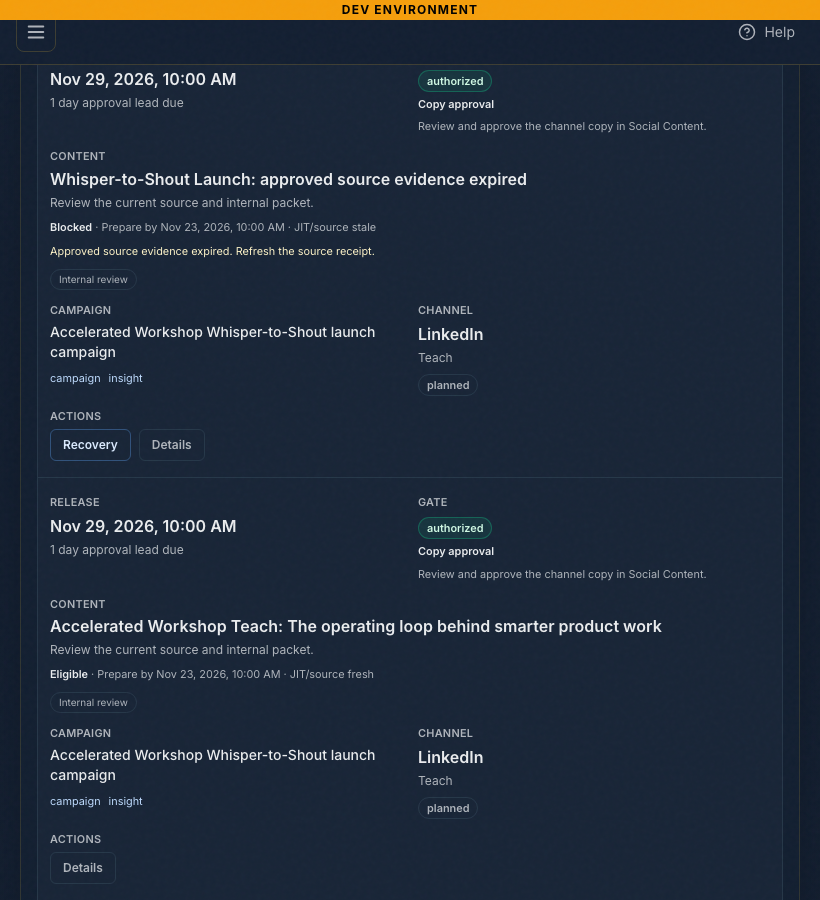 DEV ENVIRONMENT
Help
Nov 29, 2026, 10:00 AM
authorized
1 day approval lead due
Copy approval
Review and approve the channel copy in Social Content.
CONTENT
Whisper-to-Shout Launch: approved source evidence expired
Review the current source and internal packet.
Blocked · Prepare by Nov 23, 2026, 10:00 AM · JIT/source stale
Approved source evidence expired. Refresh the source receipt.
Internal review
CAMPAIGN
Accelerated Workshop Whisper-to-Shout launch
campaign
campaign insight
CHANNEL
LinkedIn
Teach
planned
ACTIONS
Recovery
Details
RELEASE
Nov 29, 2026, 10:00 AM
1 day approval lead due
GATE
authorized
Copy approval
Review and approve the channel copy in Social Content.
CONTENT
Accelerated Workshop Teach: The operating loop behind smarter product work
Review the current source and internal packet.
Eligible · Prepare by Nov 23, 2026, 10:00 AM · JIT/source fresh
Internal review
CAMPAIGN
Accelerated Workshop Whisper-to-Shout launch
campaign
campaign insight
CHANNEL
LinkedIn
Teach
planned
ACTIONS
Details